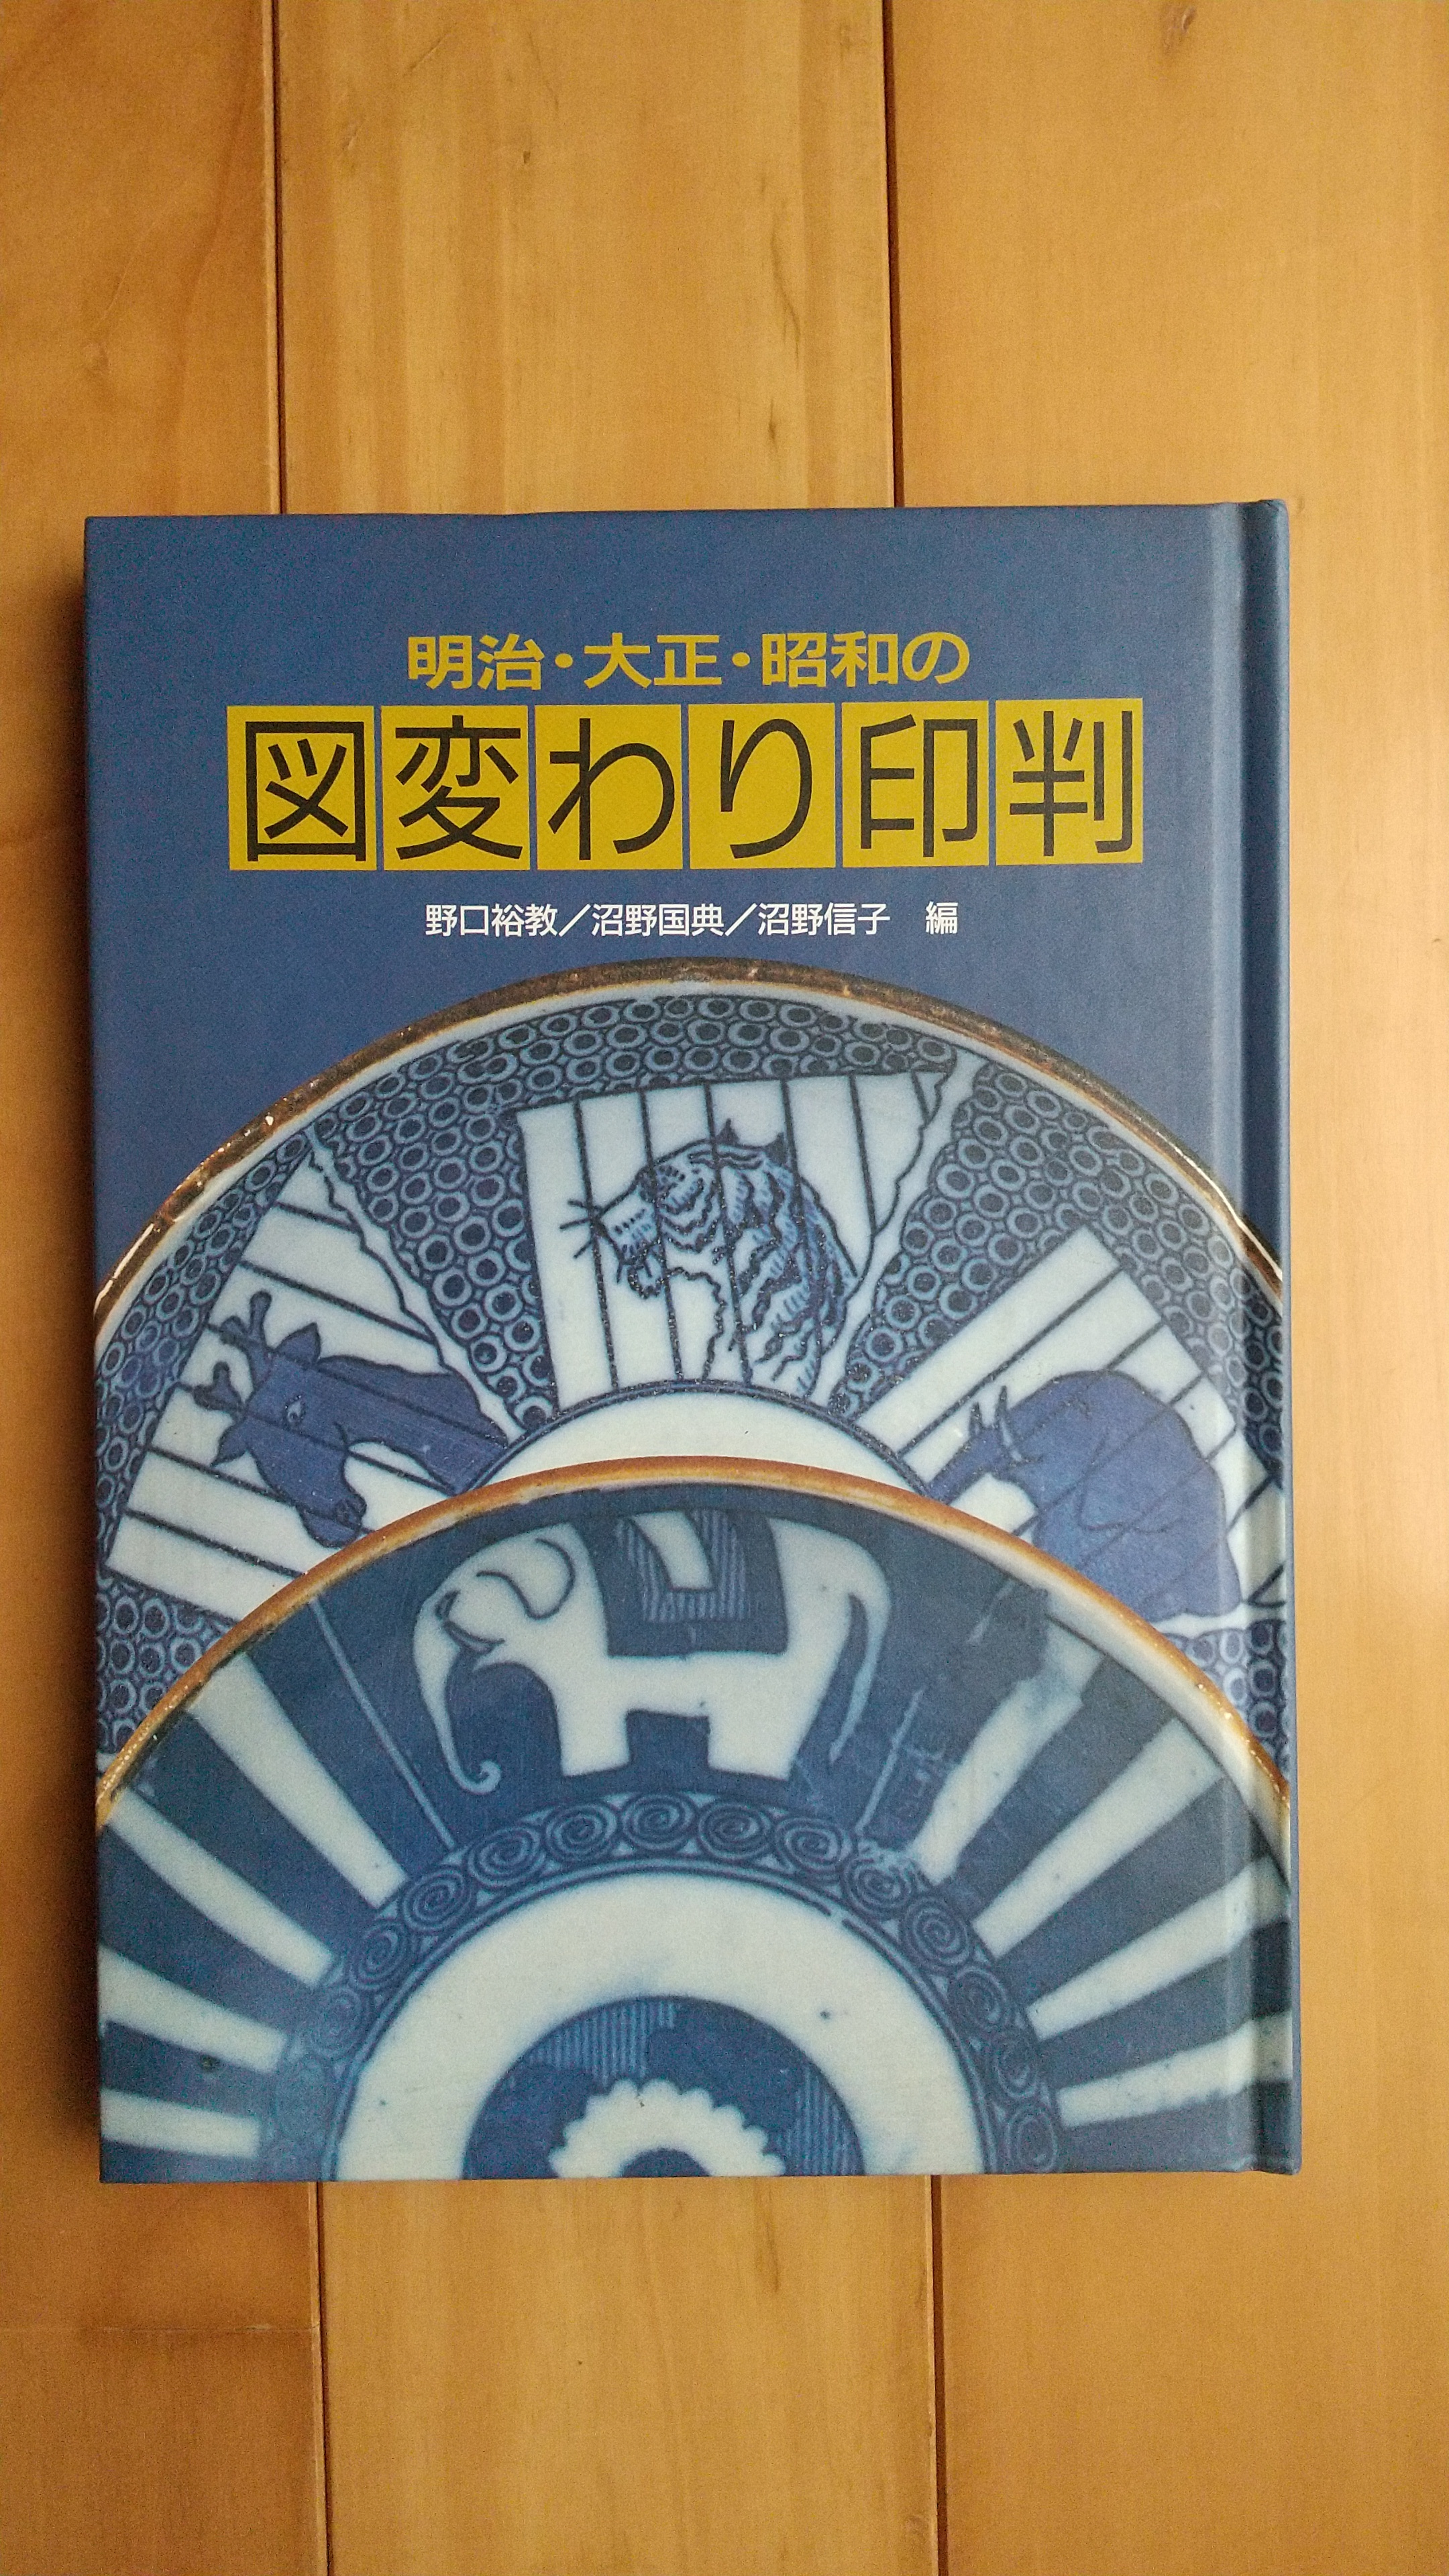 明治・大正・昭和の
図変わり印判
野口裕教／沼野国典／沼野信子　編